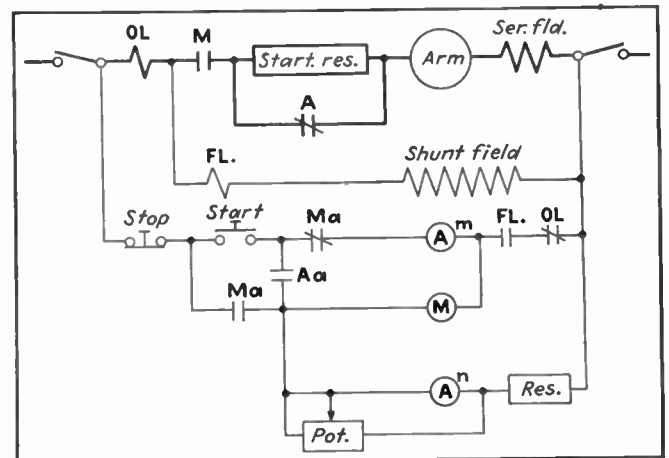 OL
M
Start. res.
Arm
Ser. fld.
A
FL.
Shunt field
Stop
Start
Ma
A m
FL.
OL
Aa
Ma
M
A n
Res.
Pot.